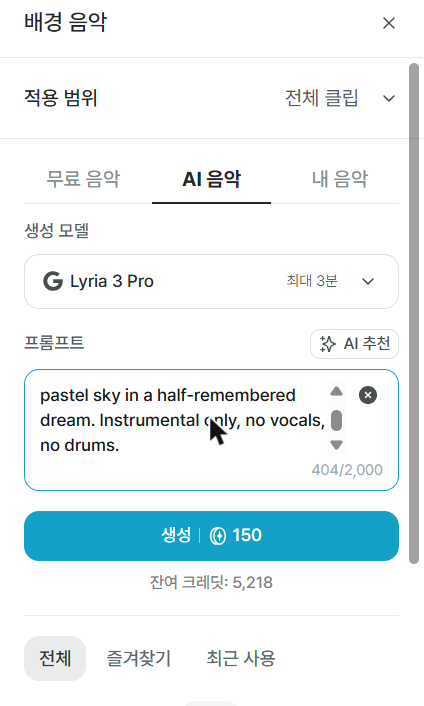 배경 음악
적용 범위 전체 클립
무료 음악 AI 음악 내 음악
생성 모델
Lyria 3 Pro 최대 3분
프롬프트 AI 추천
pastel sky in a half-remembered
dream. Instrumental only, no vocals,
no drums.
404/2,000
생성 150
잔여 크레딧: 5,218
전체 즐겨찾기 최근 사용